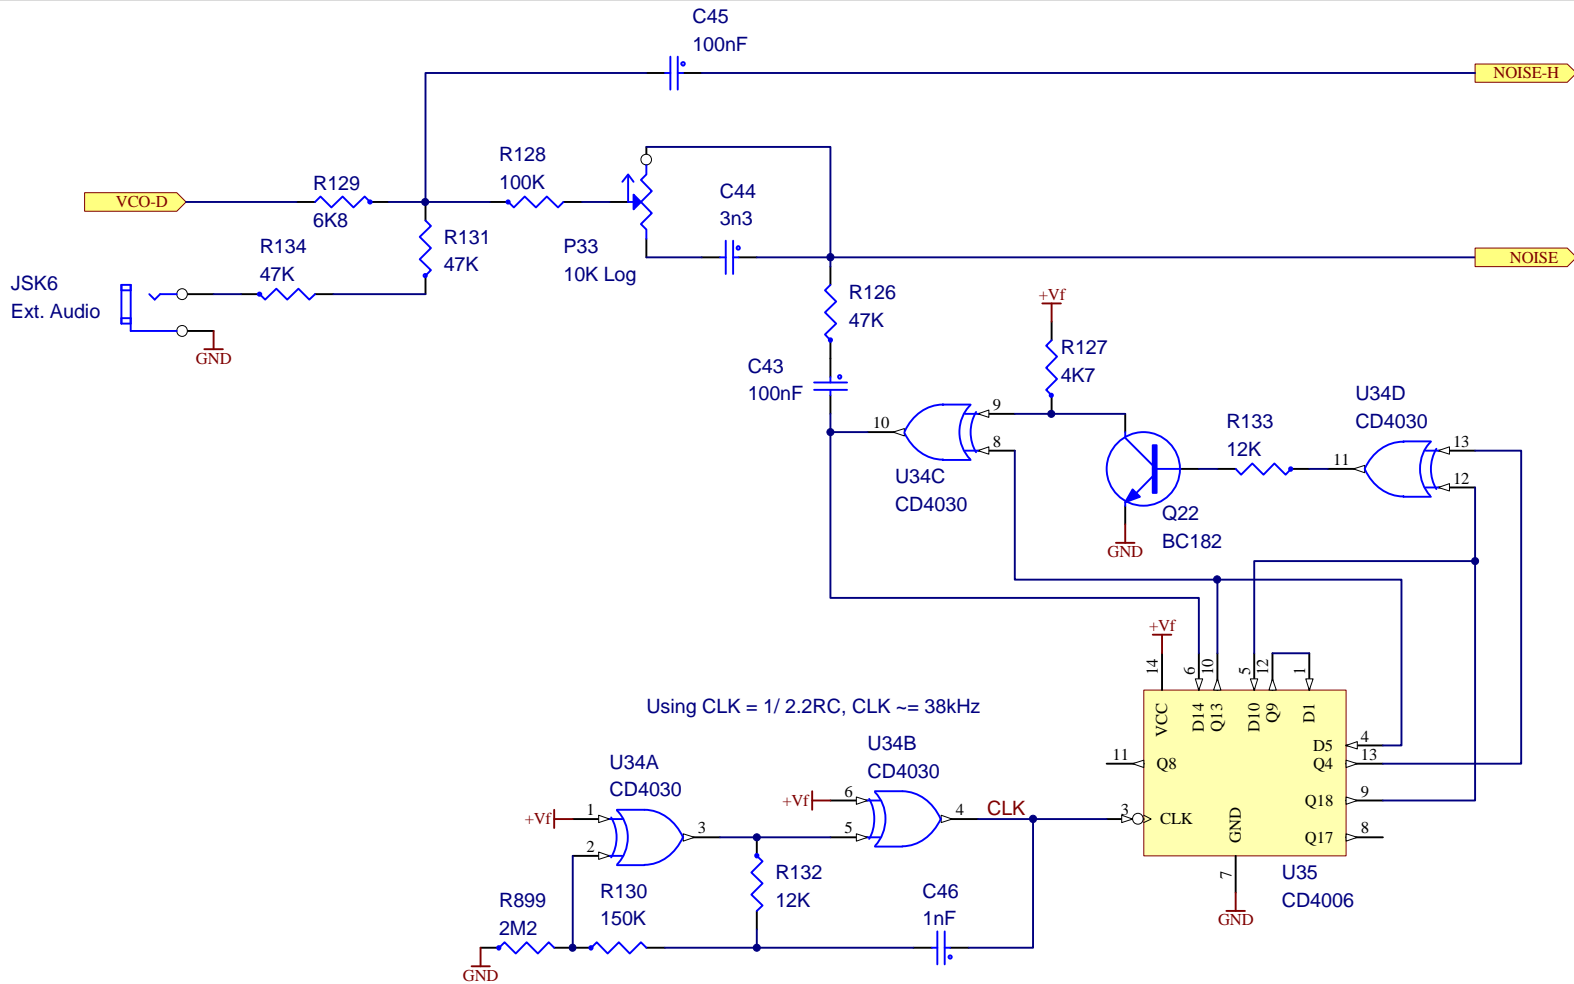 C45
100nF
NOISE-H
R128
100K
R129
6K8
VCO-D
C44
3n3
R131
47K
R134
47K
P33
10K Log
NOISE
JSK6
Ext. Audio
GND
R126
47K
+Vf
R127
4K7
C43
100nF
U34D
CD4030
R133
12K
10
9
8
11
13
12
U34C
CD4030
Q22
BC182
GND
+Vf
14
6
10
5
12
1
VCC
D14
Q13
D10
Q9
D1
Using CLK = 1/ 2.2RC, CLK ~= 38kHz
U34A
CD4030
U34B
CD4030
D5
4
Q4
13
11
Q8
+Vf
1
2
3
+Vf
6
5
4
CLK
3
CLK
GND
Q18
9
Q17
8
7
U35
CD4006
GND
R132
12K
R899
2M2
R130
150K
C46
1nF
GND